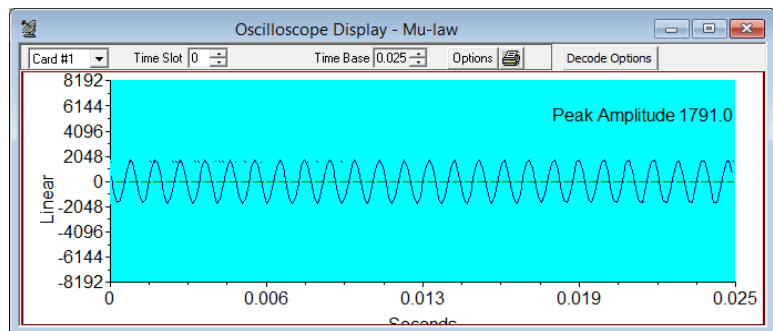 Oscilloscope Display - Mu-law
Card #1 Time Slot 0 Time Base 0.025 Options Decode Options
8192
6144
Peak Amplitude 1791.0
4096
2048
0
-2048
-4096
-6144
-8192
Linear
0 0.006 0.013 0.019 0.025
Seconds